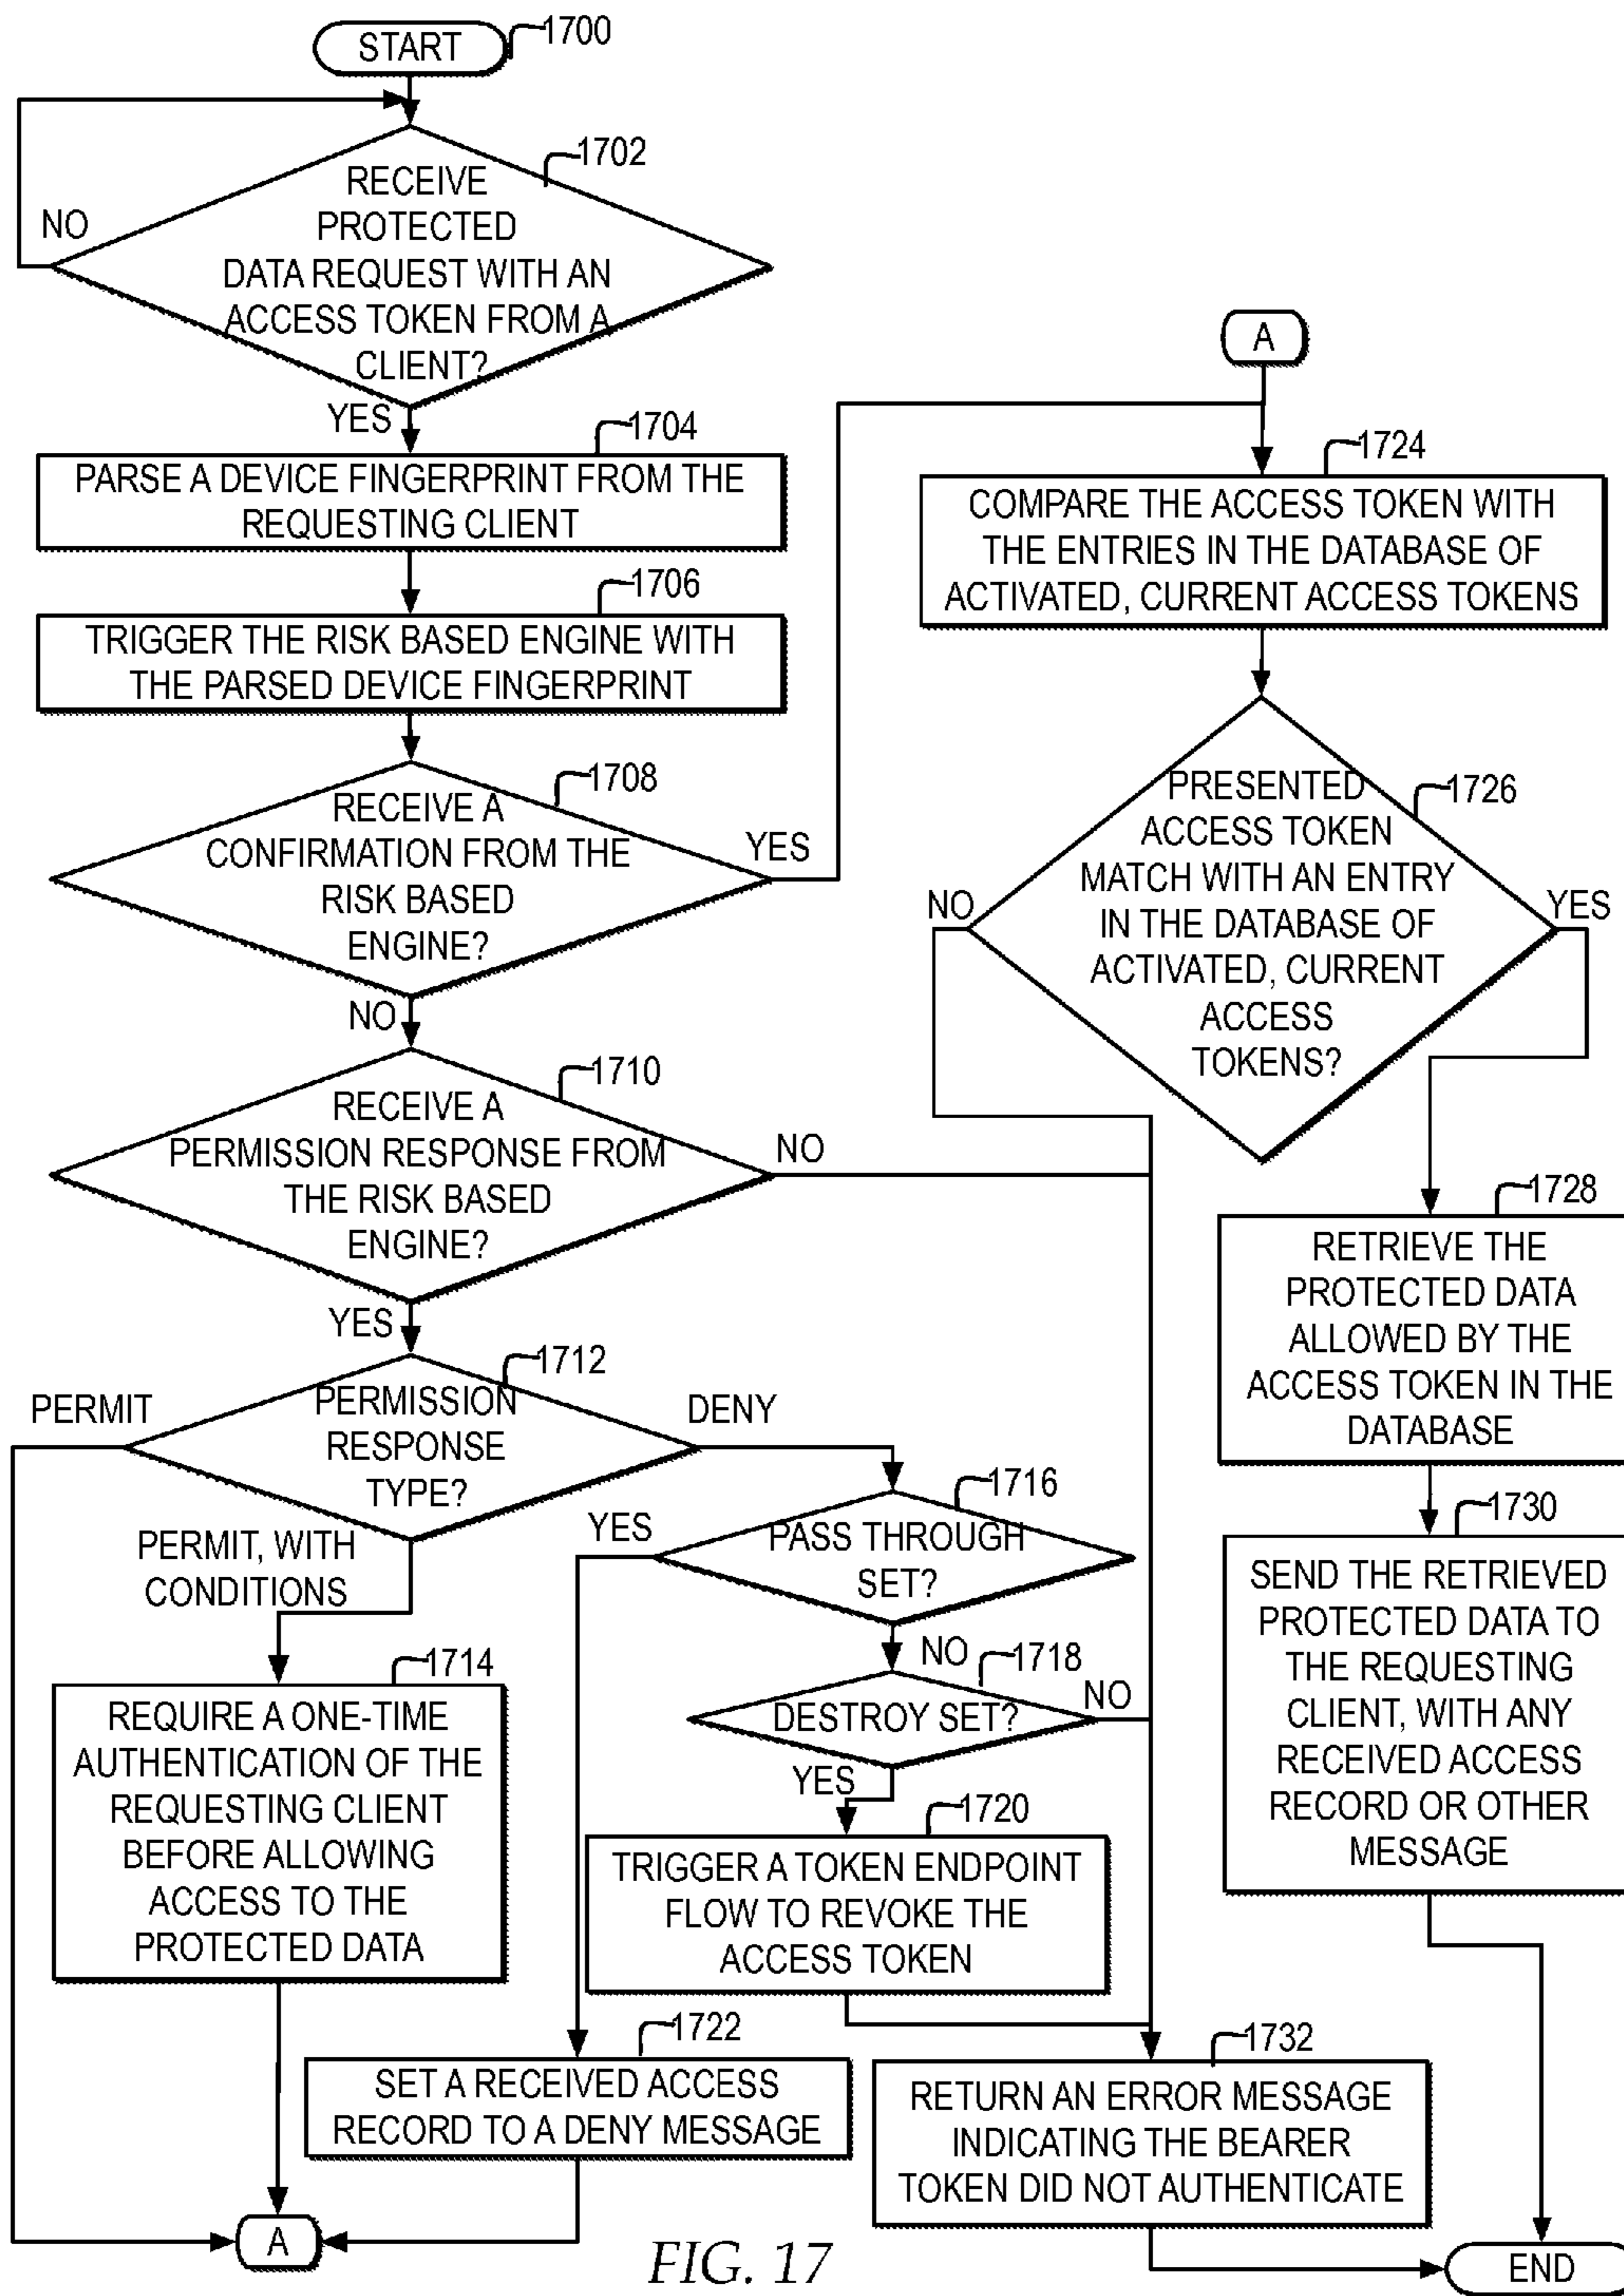 START
1700
1702
RECEIVE
PROTECTED
DATA REQUEST WITH AN
ACCESS TOKEN FROM A
CLIENT?
NO
YES
1704
PARSE A DEVICE FINGERPRINT FROM THE
REQUESTING CLIENT
1706
TRIGGER THE RISK BASED ENGINE WITH
THE PARSED DEVICE FINGERPRINT
1708
RECEIVE A
CONFIRMATION FROM THE
RISK BASED
ENGINE?
YES
NO
1710
RECEIVE A
PERMISSION RESPONSE FROM
THE RISK BASED
ENGINE?
NO
YES
1712
PERMISSION
RESPONSE
TYPE?
PERMIT
DENY
PERMIT, WITH
CONDITIONS
1714
REQUIRE A ONE-TIME
AUTHENTICATION OF THE
REQUESTING CLIENT
BEFORE ALLOWING
ACCESS TO THE
PROTECTED DATA
1716
PASS THROUGH
SET?
YES
NO
1718
DESTROY SET?
NO
YES
1720
TRIGGER A TOKEN ENDPOINT
FLOW TO REVOKE THE
ACCESS TOKEN
1722
SET A RECEIVED ACCESS
RECORD TO A DENY MESSAGE
A
A
1724
COMPARE THE ACCESS TOKEN WITH
THE ENTRIES IN THE DATABASE OF
ACTIVATED, CURRENT ACCESS TOKENS
1726
PRESENTED
ACCESS TOKEN
MATCH WITH AN ENTRY
IN THE DATABASE OF
ACTIVATED, CURRENT
ACCESS
TOKENS?
NO
YES
1728
RETRIEVE THE
PROTECTED DATA
ALLOWED BY THE
ACCESS TOKEN IN THE
DATABASE
1730
SEND THE RETRIEVED
PROTECTED DATA TO
THE REQUESTING
CLIENT, WITH ANY
RECEIVED ACCESS
RECORD OR OTHER
MESSAGE
1732
RETURN AN ERROR MESSAGE
INDICATING THE BEARER
TOKEN DID NOT AUTHENTICATE
END
FIG. 17